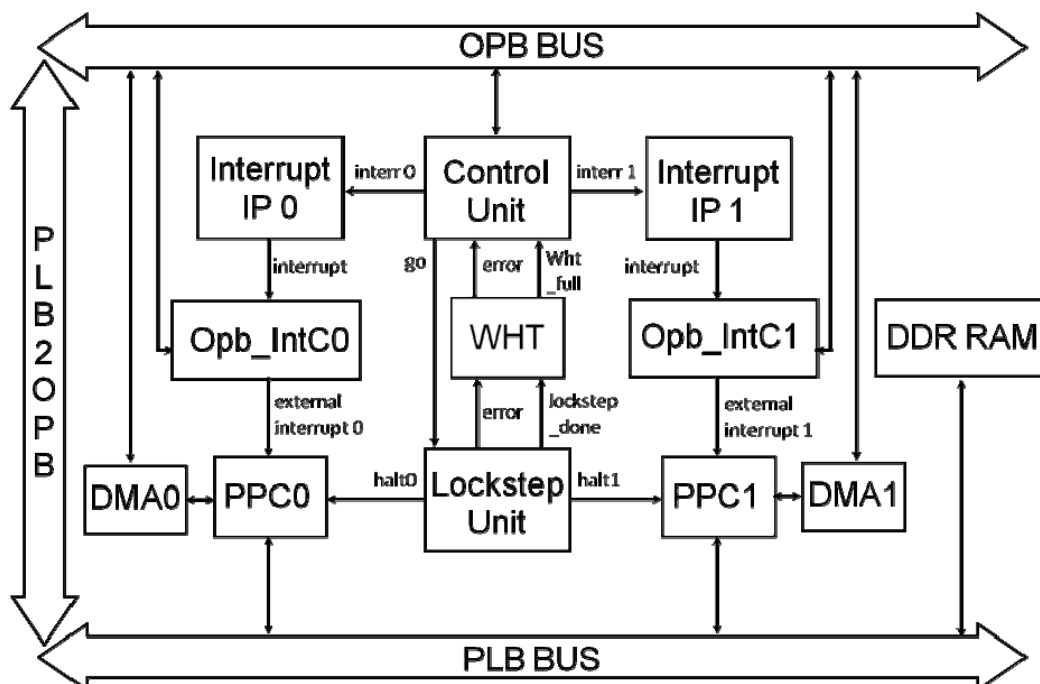 OPB BUS
PLB2OPB
Interrupt
IP 0
interr 0
Control
Unit
interr 1
Interrupt
IP 1
interrupt
go
error
Wht
_full
interrupt
Opb_IntC0
WHT
Opb_IntC1
DDR RAM
external
interrupt 0
error
lockstep
_done
external
interrupt 1
DMA0
PPC0
halt0
Lockstep
Unit
halt1
PPC1
DMA1
PLB BUS